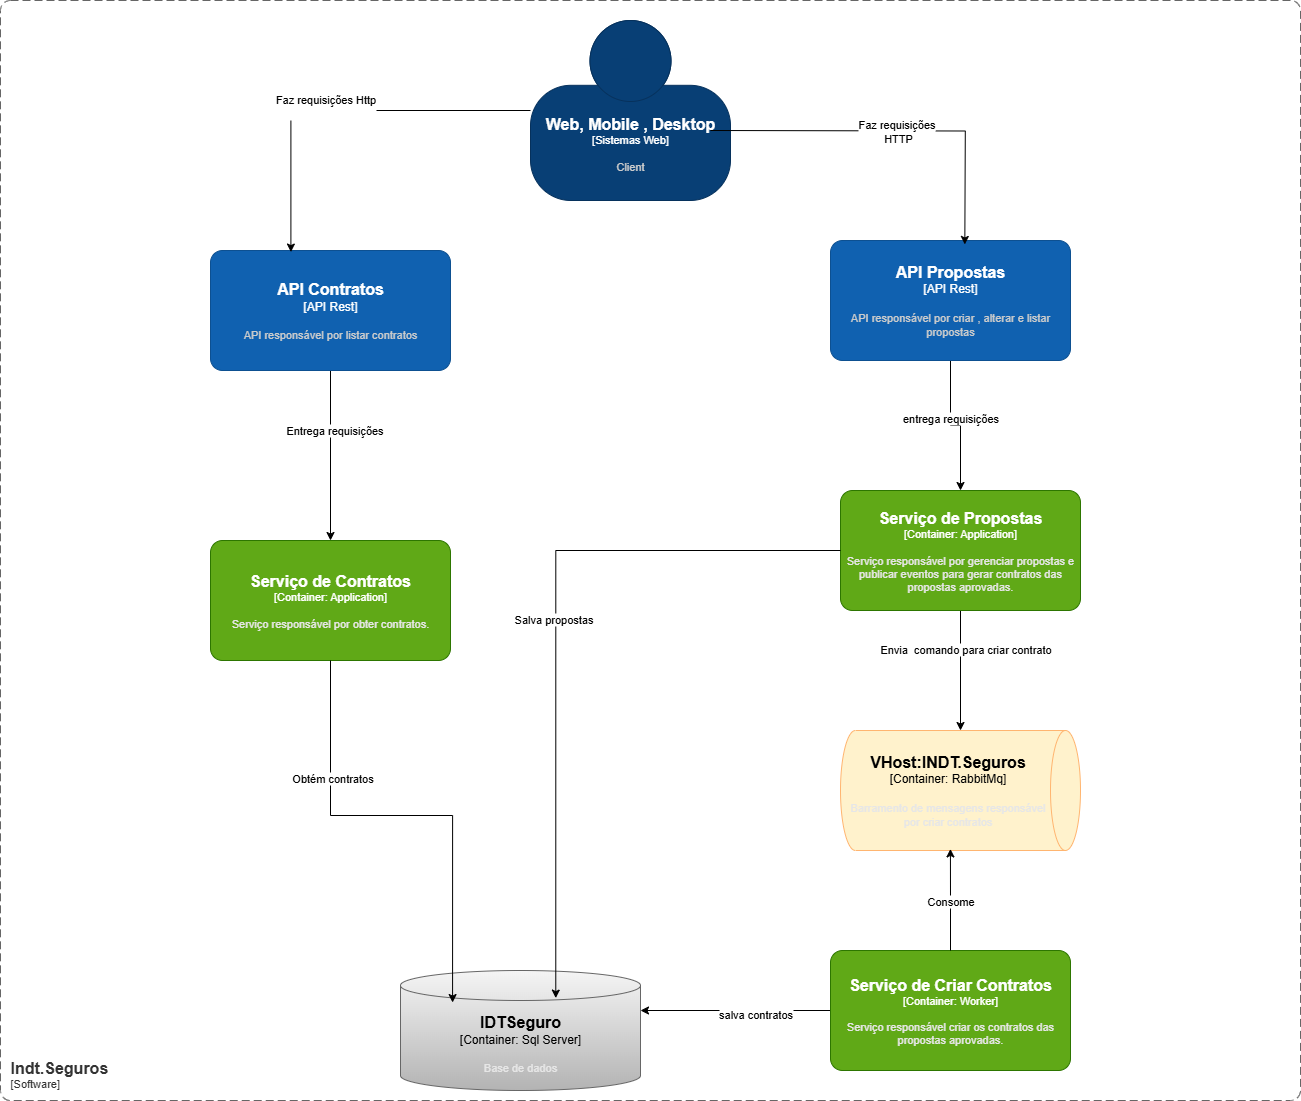 Web, Mobile , Desktop
[Sistemas Web]
Client
Faz requisições Http
Faz requisições
HTTP
API Contratos
[API Rest]
API responsável por listar contratos
API Propostas
[API Rest]
API responsável por criar , alterar e listar
propostas
Entrega requisições
entrega requisições
Serviço de Contratos
[Container: Application]
Serviço responsável por obter contratos.
Serviço de Propostas
[Container: Application]
Serviço responsável por gerenciar propostas e
publicar eventos para gerar contratos das
propostas aprovadas.
Salva propostas
Envia  comando para criar contrato
Obtém contratos
VHost:INDT.Seguros
[Container: RabbitMq]
Barramento de mensagens responsável
por criar contratos
Consome
IDTSeguro
[Container: Sql Server]
Base de dados
salva contratos
Serviço de Criar Contratos
[Container: Worker]
Serviço responsável criar os contratos das
propostas aprovadas.
Indt.Seguros
[Software]